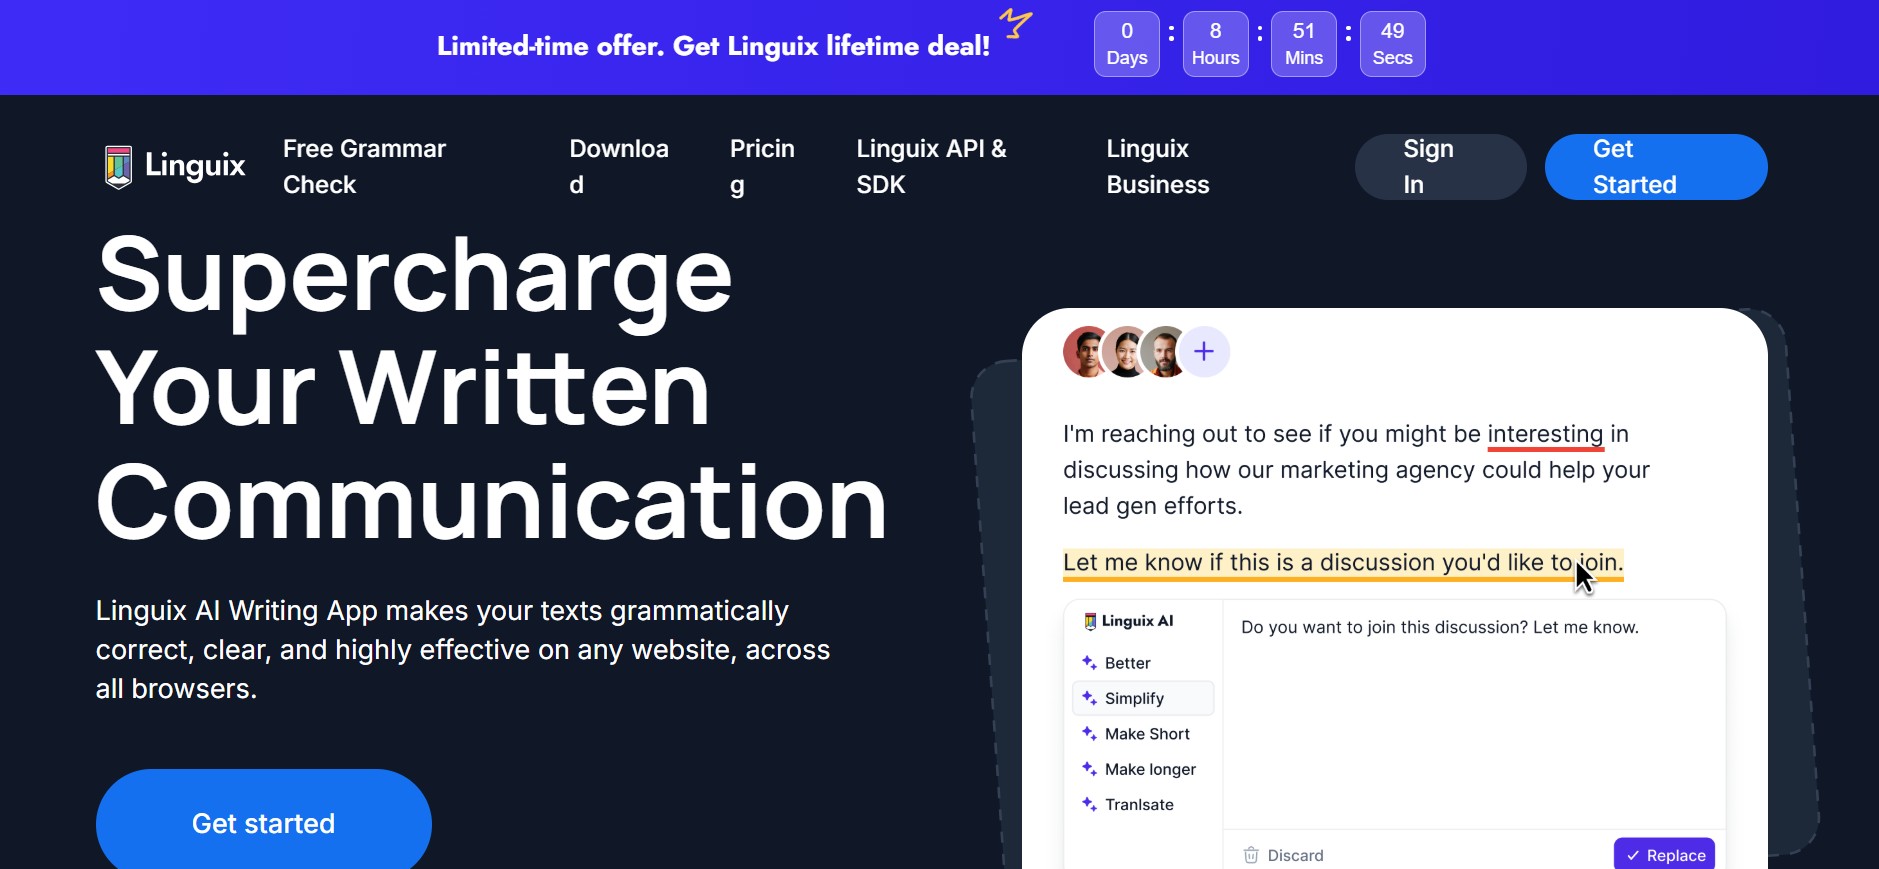 Limited-time offer. Get Linguix lifetime deal!
0 : 8 : 51 : 49
Days Hours Mins Secs
Linguix
Free Grammar
Check
Downloa
d
Pricin
g
Linguix API &
SDK
Linguix
Business
Sign
In
Get
Started
Supercharge
Your Written
Communication
Linguix AI Writing App makes your texts grammatically
correct, clear, and highly effective on any website, across
all browsers.
Get started
I'm reaching out to see if you might be interesting in
discussing how our marketing agency could help your
lead gen efforts.
Let me know if this is a discussion you'd like to join.
Linguix AI
Better
Simplify
Make Short
Make longer
Tranlsate
Do you want to join this discussion? Let me know.
Discard
Replace